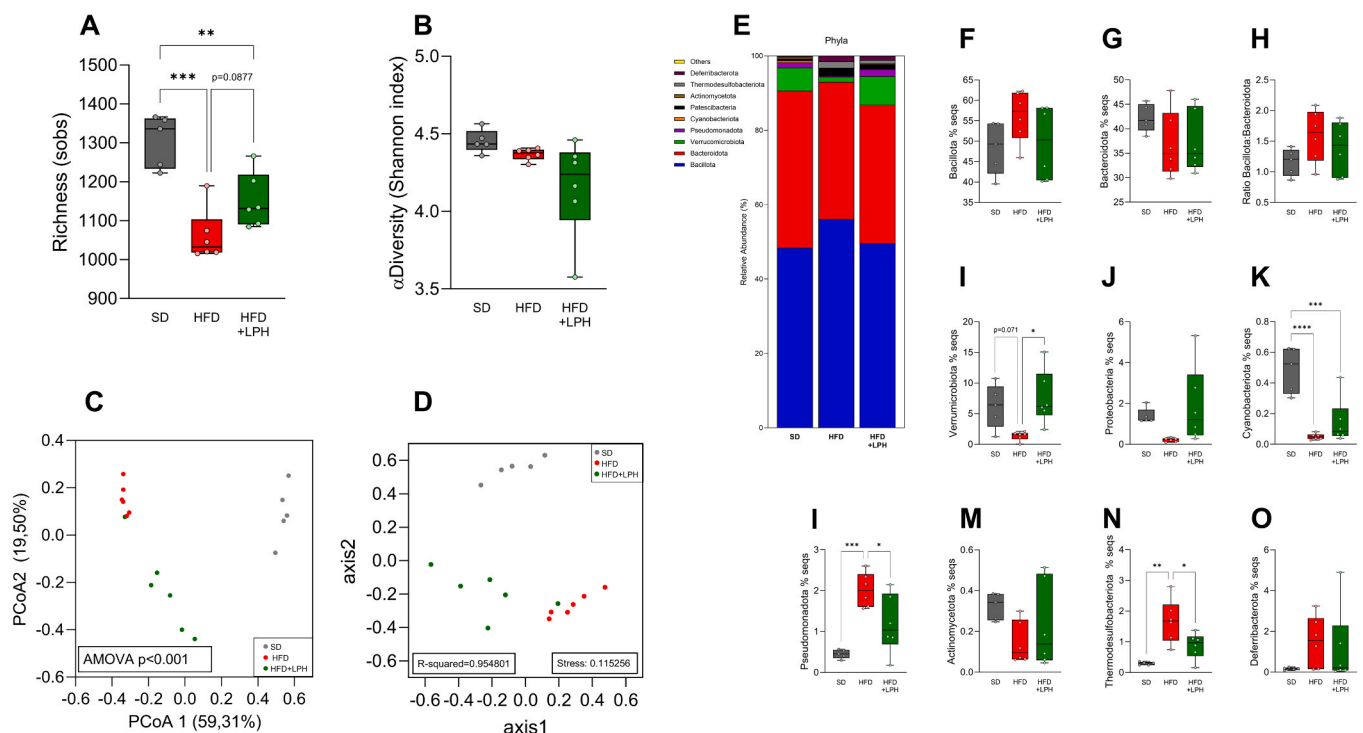 A
**
***
p=0.0877
Richness (sobs)
1500
1400
1300
1200
1100
1000
900
SD
HFD
HFD
+LPH
B
αDiversity (Shannon index)
5.0
4.5
4.0
3.5
SD
HFD
HFD
+LPH
C
PCoA2 (19,50%)
0.4
0.2
0.0
-0.2
-0.4
-0.6
AMOVA p<0.001
SD
HFD
HFD+LPH
-0.6
-0.4
-0.2
0.0
0.2
0.4
0.6
PCoA 1 (59,31%)
D
axis2
0.6
0.4
0.2
0.0
-0.2
-0.4
-0.6
SD
HFD
HFD+LPH
R-squared=0.954801
Stress: 0.115256
-0.6
-0.4
-0.2
0.0
0.2
0.4
0.6
axis1
E
Phyla
Others
Deferribacterota
Thermodesulfobacteriota
Actinomycetota
Patescibacteria
Cyanobacteriota
Pseudomonadota
Verrucomicrobiota
Bacteroidota
Bacillota
Relative Abundance (%)
100
80
60
40
20
0
SD
HFD
HFD
+LPH
F
Bacillota % seqs
65
60
55
50
45
40
35
SD
HFD
HFD
+LPH
G
Bacteroidota % seqs
50
45
40
35
30
25
SD
HFD
HFD
+LPH
H
Ratio Bacillota:Bacteroidota
2.5
2.0
1.5
1.0
0.5
SD
HFD
HFD
+LPH
I
Verrumicrobiota % seqs
20
15
10
5
0
p=0.071
*
SD
HFD
HFD
+LPH
J
Proteobacteria % seqs
6
4
2
0
SD
HFD
HFD
+LPH
K
Cyanobacteriota % seqs
0.8
0.6
0.4
0.2
0.0
***
****
SD
HFD
HFD
+LPH
I
Pseudomonadota % seqs
3
2
1
0
***
*
SD
HFD
HFD
+LPH
M
Actinomycetota % seqs
0.6
0.4
0.2
0.0
SD
HFD
HFD
+LPH
N
Thermodesulfobacteriota % seqs
4
3
2
1
0
**
*
SD
HFD
HFD
+LPH
O
Deferribacterota % seqs
6
4
2
0
SD
HFD
HFD
+LPH